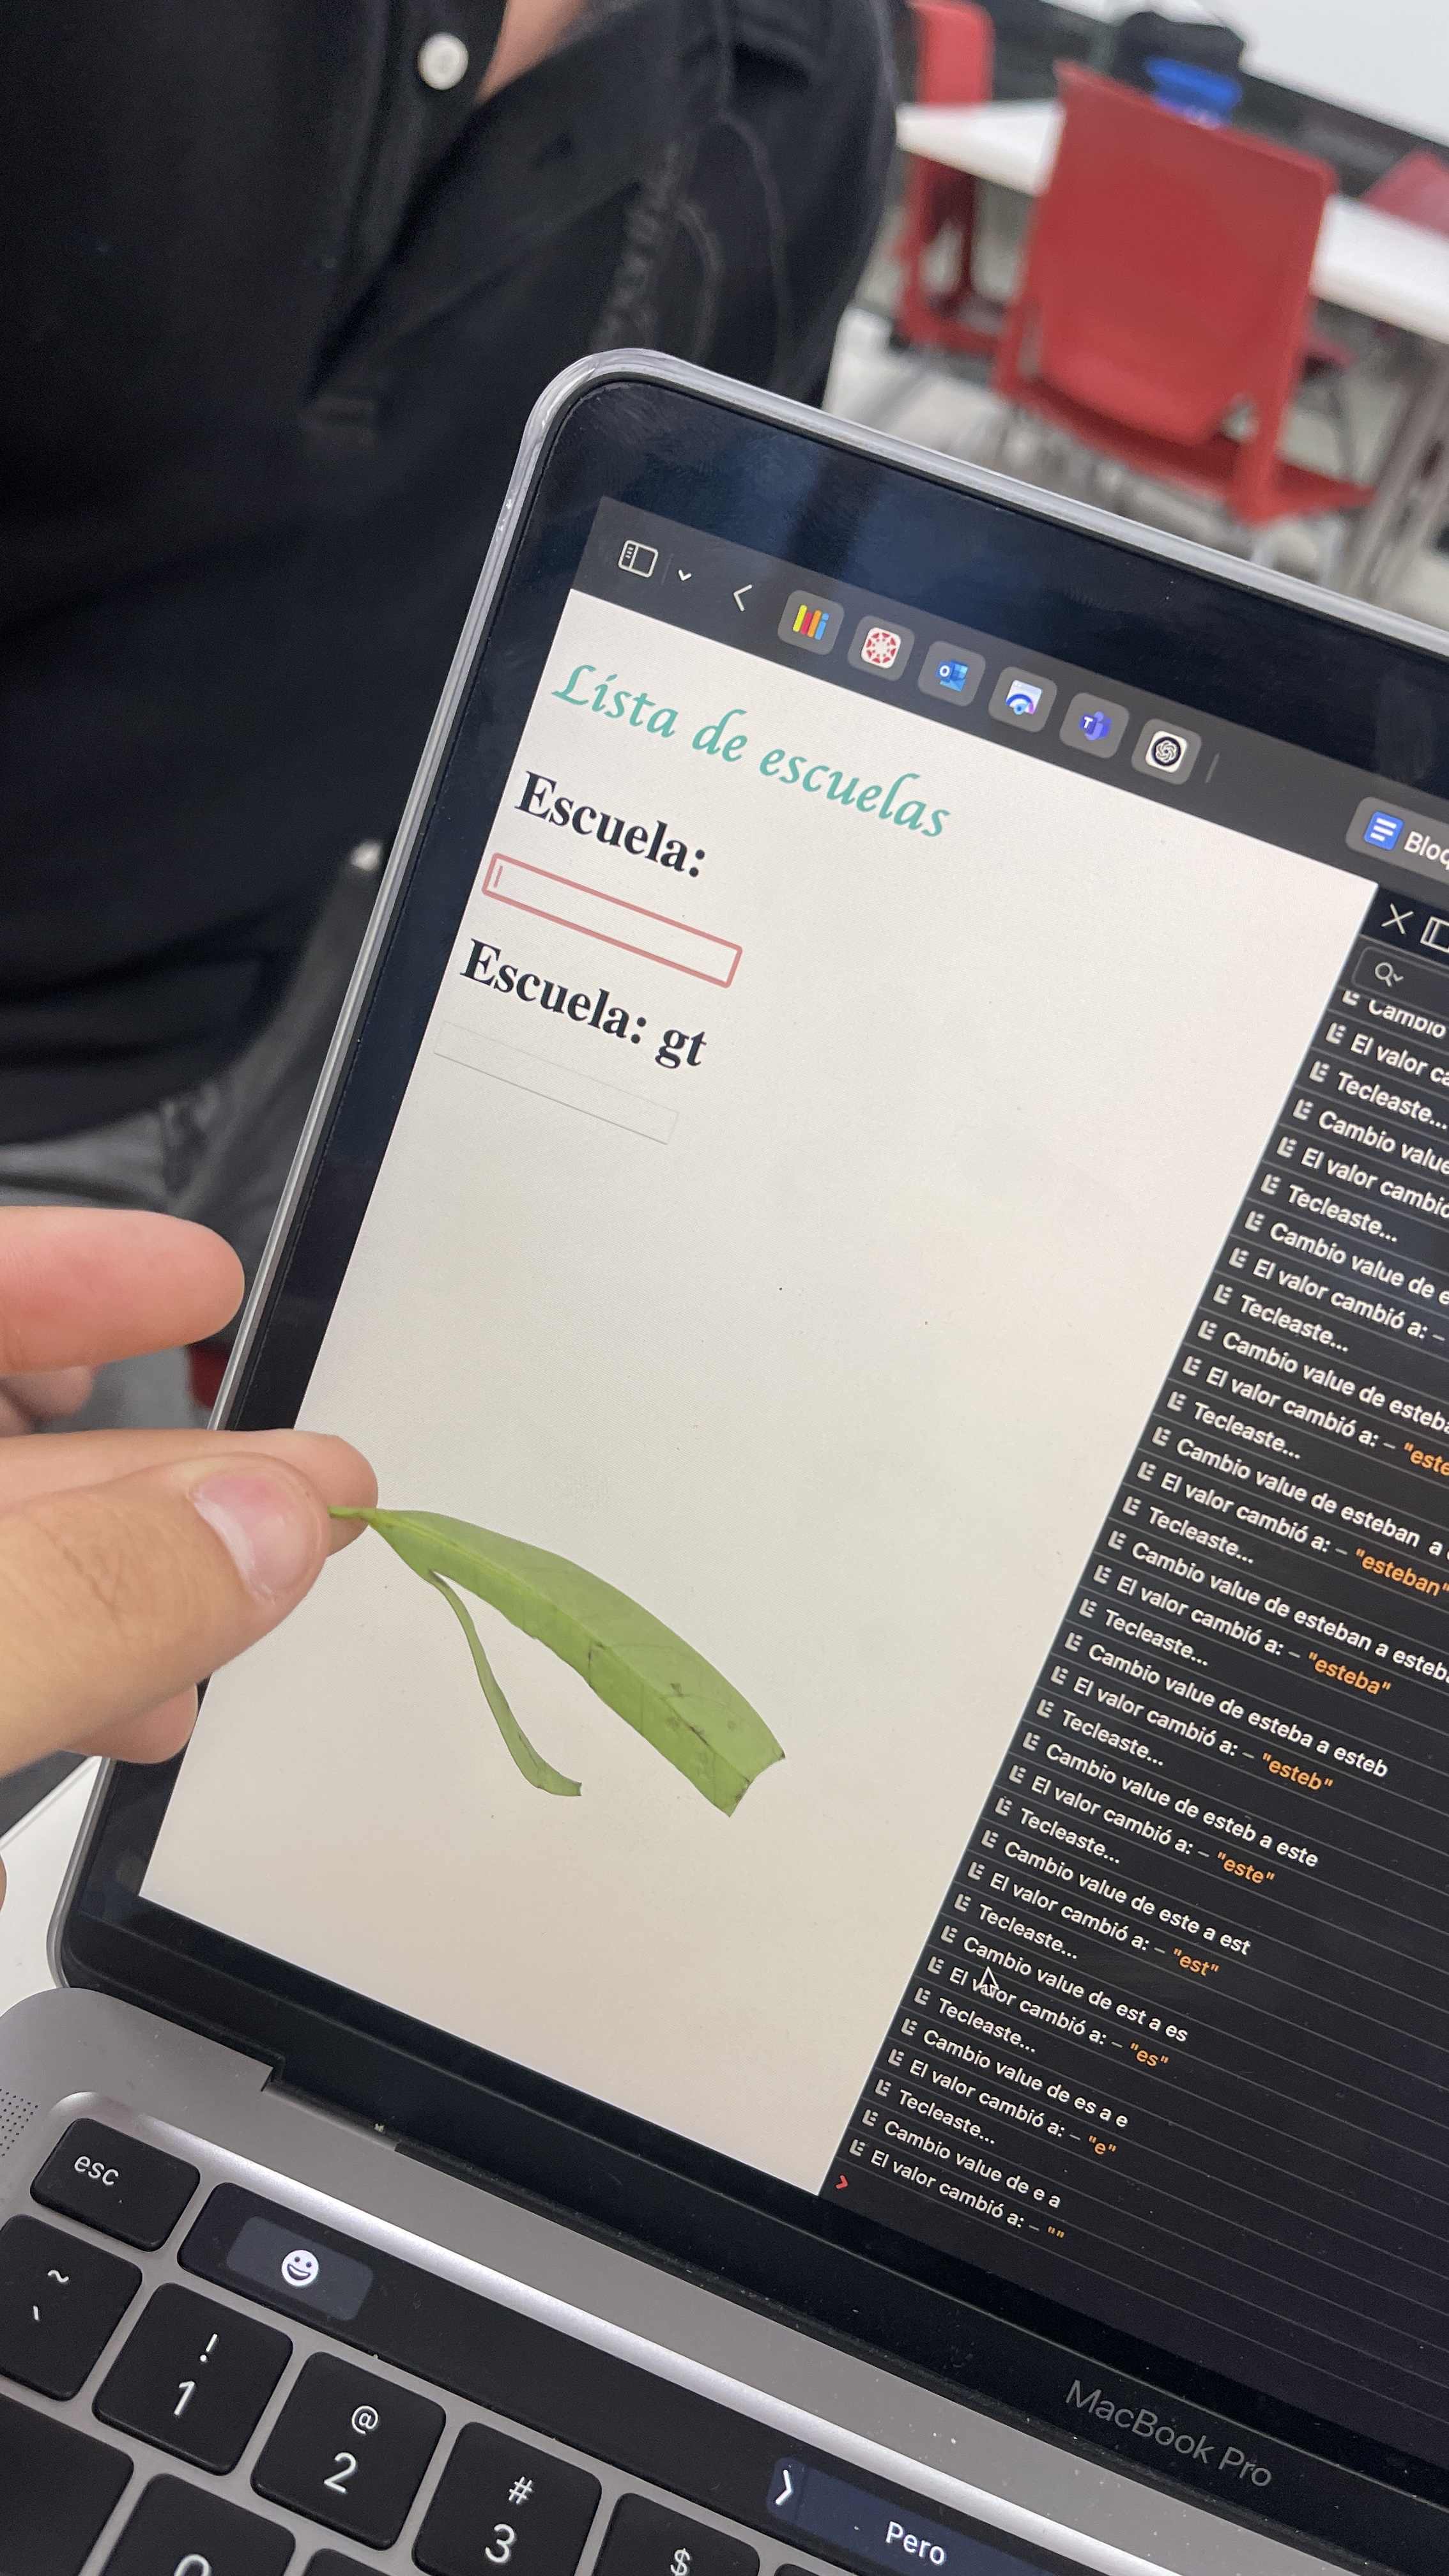 Lista de escuelas
Escuela:
Escuela: gt
Bloq
Cambio
El valor ca
Tecleaste...
Cambio value
El valor cambió
Tecleaste...
Cambio value de e
El valor cambió a: –
Tecleaste...
Cambio value de esteba
El valor cambió a: – "este
Tecleaste...
Cambio value de esteban a
El valor cambió a: – "esteban"
Tecleaste...
Cambio value de esteban a esteba
El valor cambió a: – "esteba"
Tecleaste...
Cambio value de esteba a esteb
El valor cambió a: – "esteb"
Tecleaste...
Cambio value de esteb a este
El valor cambió a: – "este"
Tecleaste...
Cambio value de este a est
El valor cambió a: – "est"
Tecleaste...
Cambio value de est a es
El valor cambió a: – "es"
Tecleaste...
Cambio value de es a e
El valor cambió a: – "e"
Tecleaste...
Cambio value de e a
El valor cambió a: – ""
MacBook Pro
esc
~
`
!
1
@
2
#
3
$
Pero